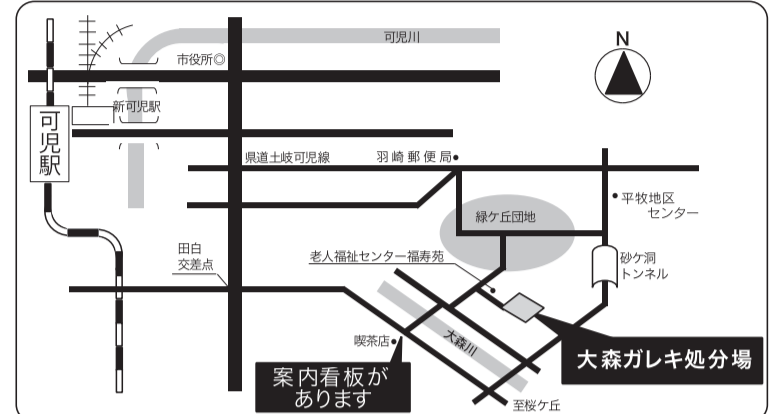 可児川
N
市役所◎
新可児駅
可児駅
県道土岐可児線
羽崎郵便局
平牧地区
センター
緑ケ丘団地
田白
交差点
老人福祉センター福寿苑
砂ケ洞
トンネル
大森川
喫茶店
大森ガレキ処分場
案内看板が
あります
至桜ケ丘